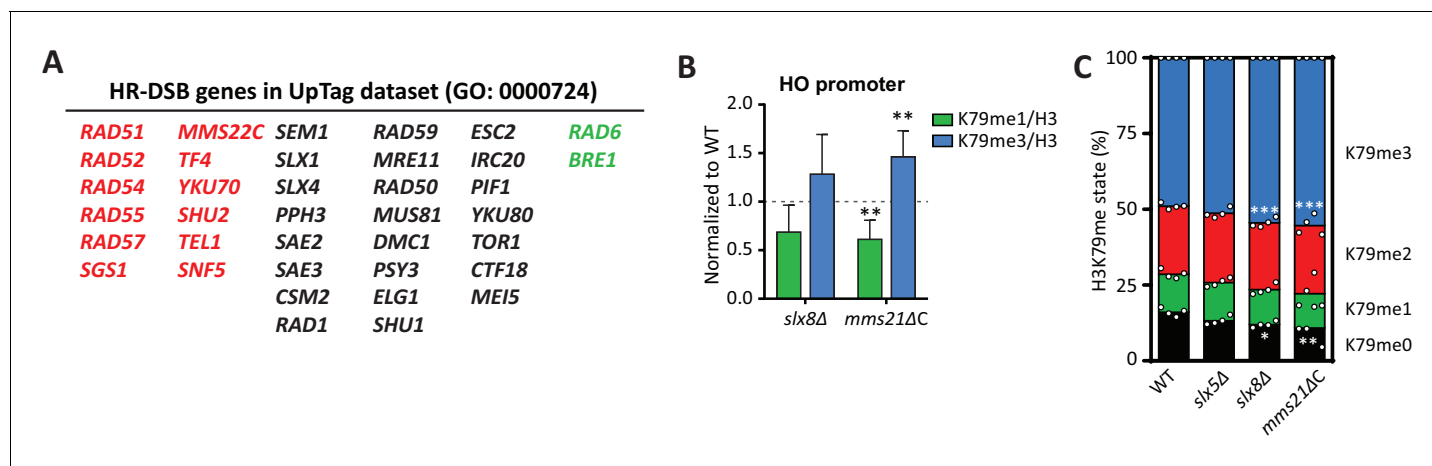 A
HR-DSB genes in UpTag dataset (GO: 0000724)
RAD51 MMS22C SEM1 RAD59 ESC2 RAD6
RAD52 TF4 SLX1 MRE11 IRC20 BRE1
RAD54 YKU70 SLX4 RAD50 PIF1
RAD55 SHU2 PPH3 MUS81 YKU80
RAD57 TEL1 SAE2 DMC1 TOR1
SGS1 SNF5 SAE3 PSY3 CTF18
CSM2 ELG1 MEI5
RAD1 SHU1
B
HO promoter
Normalized to WT
2.0
1.5
1.0
0.5
0.0
**
**
K79me1/H3
K79me3/H3
slx8Δ mms21ΔC
C
H3K79me state (%)
100
75
50
25
0
*** ***
* **
K79me3
K79me2
K79me1
K79me0
WT slx5Δ slx8Δ mms21ΔC